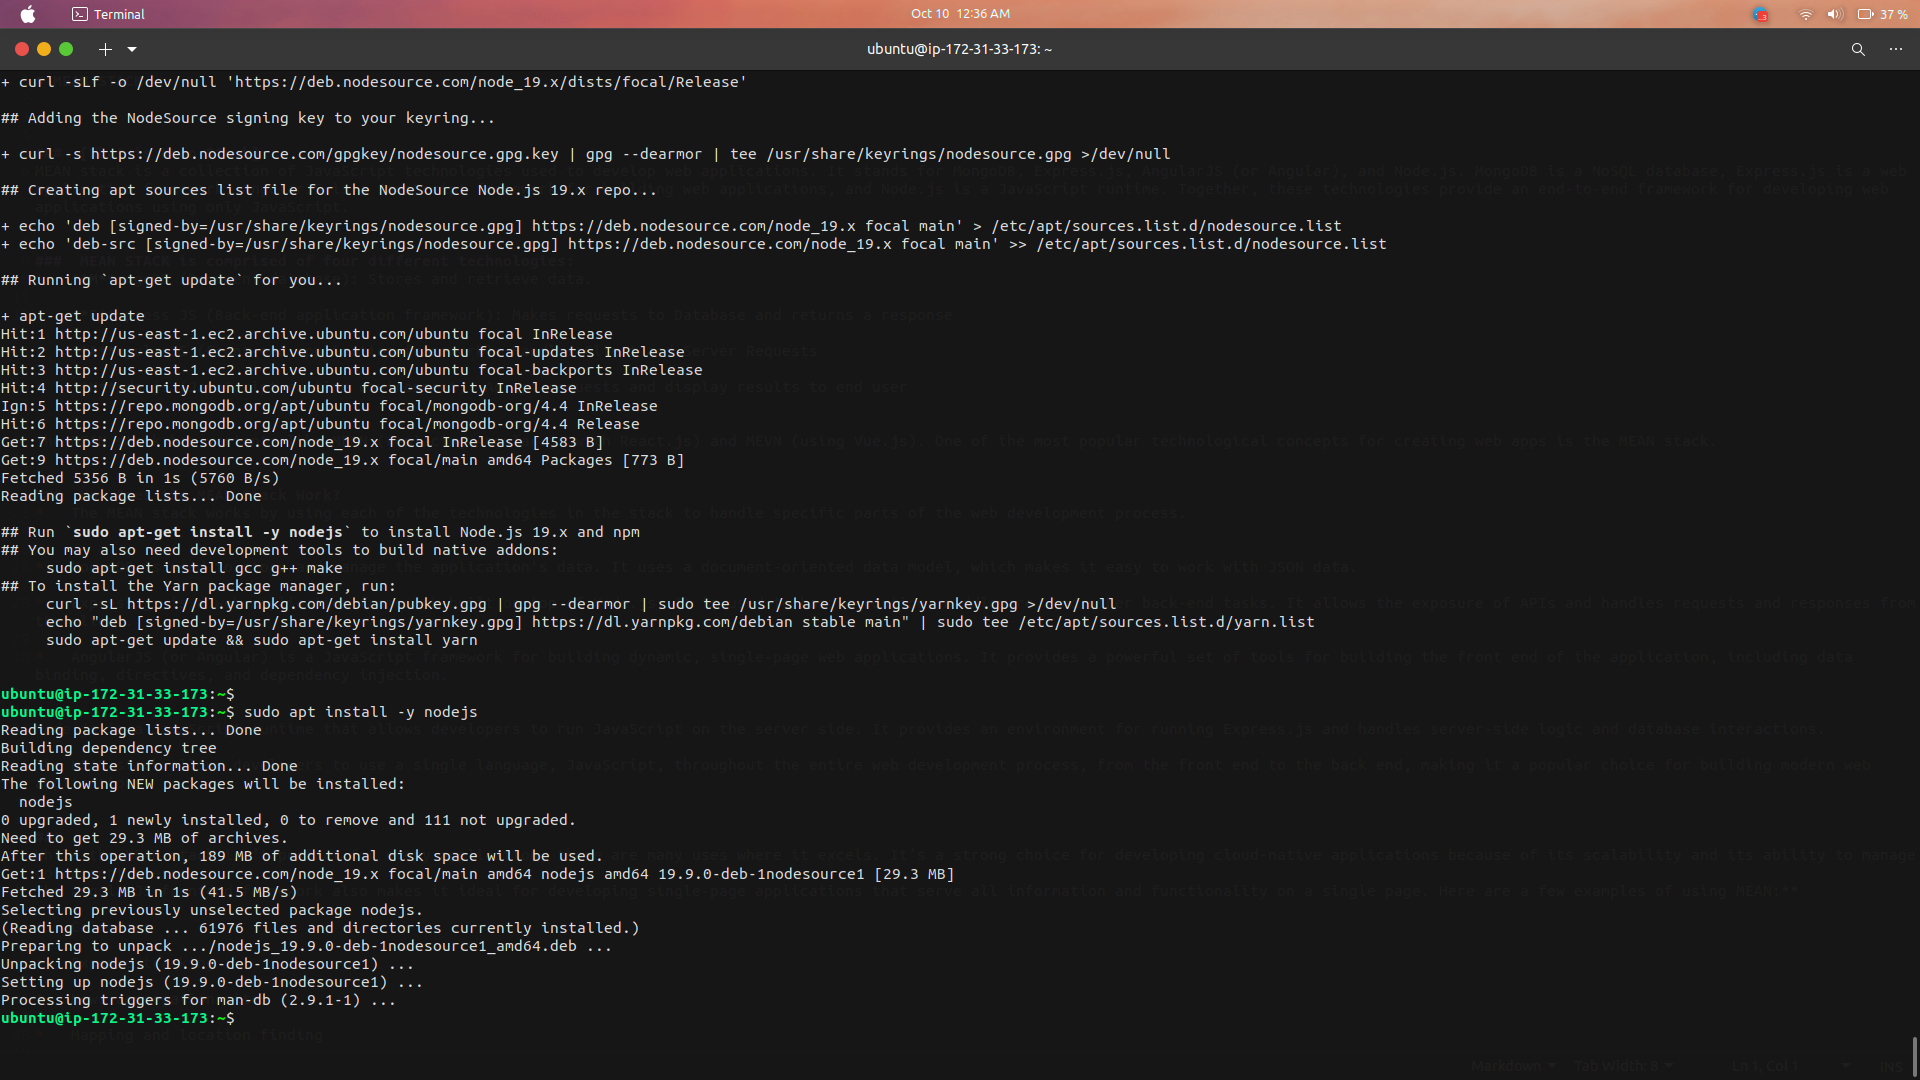 Terminal
Oct 10 12:36 AM
37 %
ubuntu@ip-172-31-33-173: ~
+ curl -sLf -o /dev/null 'https://deb.nodesource.com/node_19.x/dists/focal/Release'
## Adding the NodeSource signing key to your keyring...
+ curl -s https://deb.nodesource.com/gpgkey/nodesource.gpg.key | gpg --dearmor | tee /usr/share/keyrings/nodesource.gpg >/dev/null
## Creating apt sources list file for the NodeSource Node.js 19.x repo...
+ echo 'deb [signed-by=/usr/share/keyrings/nodesource.gpg] https://deb.nodesource.com/node_19.x focal main' > /etc/apt/sources.list.d/nodesource.list
+ echo 'deb-src [signed-by=/usr/share/keyrings/nodesource.gpg] https://deb.nodesource.com/node_19.x focal main' >> /etc/apt/sources.list.d/nodesource.list
## Running `apt-get update` for you...
+ apt-get update
Hit:1 http://us-east-1.ec2.archive.ubuntu.com/ubuntu focal InRelease
Hit:2 http://us-east-1.ec2.archive.ubuntu.com/ubuntu focal-updates InRelease
Hit:3 http://us-east-1.ec2.archive.ubuntu.com/ubuntu focal-backports InRelease
Hit:4 http://security.ubuntu.com/ubuntu focal-security InRelease
Ign:5 https://repo.mongodb.org/apt/ubuntu focal/mongodb-org/4.4 InRelease
Hit:6 https://repo.mongodb.org/apt/ubuntu focal/mongodb-org/4.4 Release
Get:7 https://deb.nodesource.com/node_19.x focal InRelease [4583 B]
Get:9 https://deb.nodesource.com/node_19.x focal/main amd64 Packages [773 B]
Fetched 5356 B in 1s (5760 B/s)
Reading package lists... Done
## Run `sudo apt-get install -y nodejs` to install Node.js 19.x and npm
## You may also need development tools to build native addons:
sudo apt-get install gcc g++ make
## To install the Yarn package manager, run:
curl -sL https://dl.yarnpkg.com/debian/pubkey.gpg | gpg --dearmor | sudo tee /usr/share/keyrings/yarnkey.gpg >/dev/null
echo "deb [signed-by=/usr/share/keyrings/yarnkey.gpg] https://dl.yarnpkg.com/debian stable main" | sudo tee /etc/apt/sources.list.d/yarn.list
sudo apt-get update && sudo apt-get install yarn
ubuntu@ip-172-31-33-173:~$
ubuntu@ip-172-31-33-173:~$ sudo apt install -y nodejs
Reading package lists... Done
Building dependency tree
Reading state information... Done
The following NEW packages will be installed:
nodejs
0 upgraded, 1 newly installed, 0 to remove and 111 not upgraded.
Need to get 29.3 MB of archives.
After this operation, 189 MB of additional disk space will be used.
Get:1 https://deb.nodesource.com/node_19.x focal/main amd64 nodejs amd64 19.9.0-deb-1nodesource1 [29.3 MB]
Fetched 29.3 MB in 1s (41.5 MB/s)
Selecting previously unselected package nodejs.
(Reading database ... 61976 files and directories currently installed.)
Preparing to unpack .../nodejs_19.9.0-deb-1nodesource1_amd64.deb ...
Unpacking nodejs (19.9.0-deb-1nodesource1) ...
Setting up nodejs (19.9.0-deb-1nodesource1) ...
Processing triggers for man-db (2.9.1-1) ...
ubuntu@ip-172-31-33-173:~$
Mapping and location finding
Markdown Tab Width: 8 Ln 1, Col 1 INS